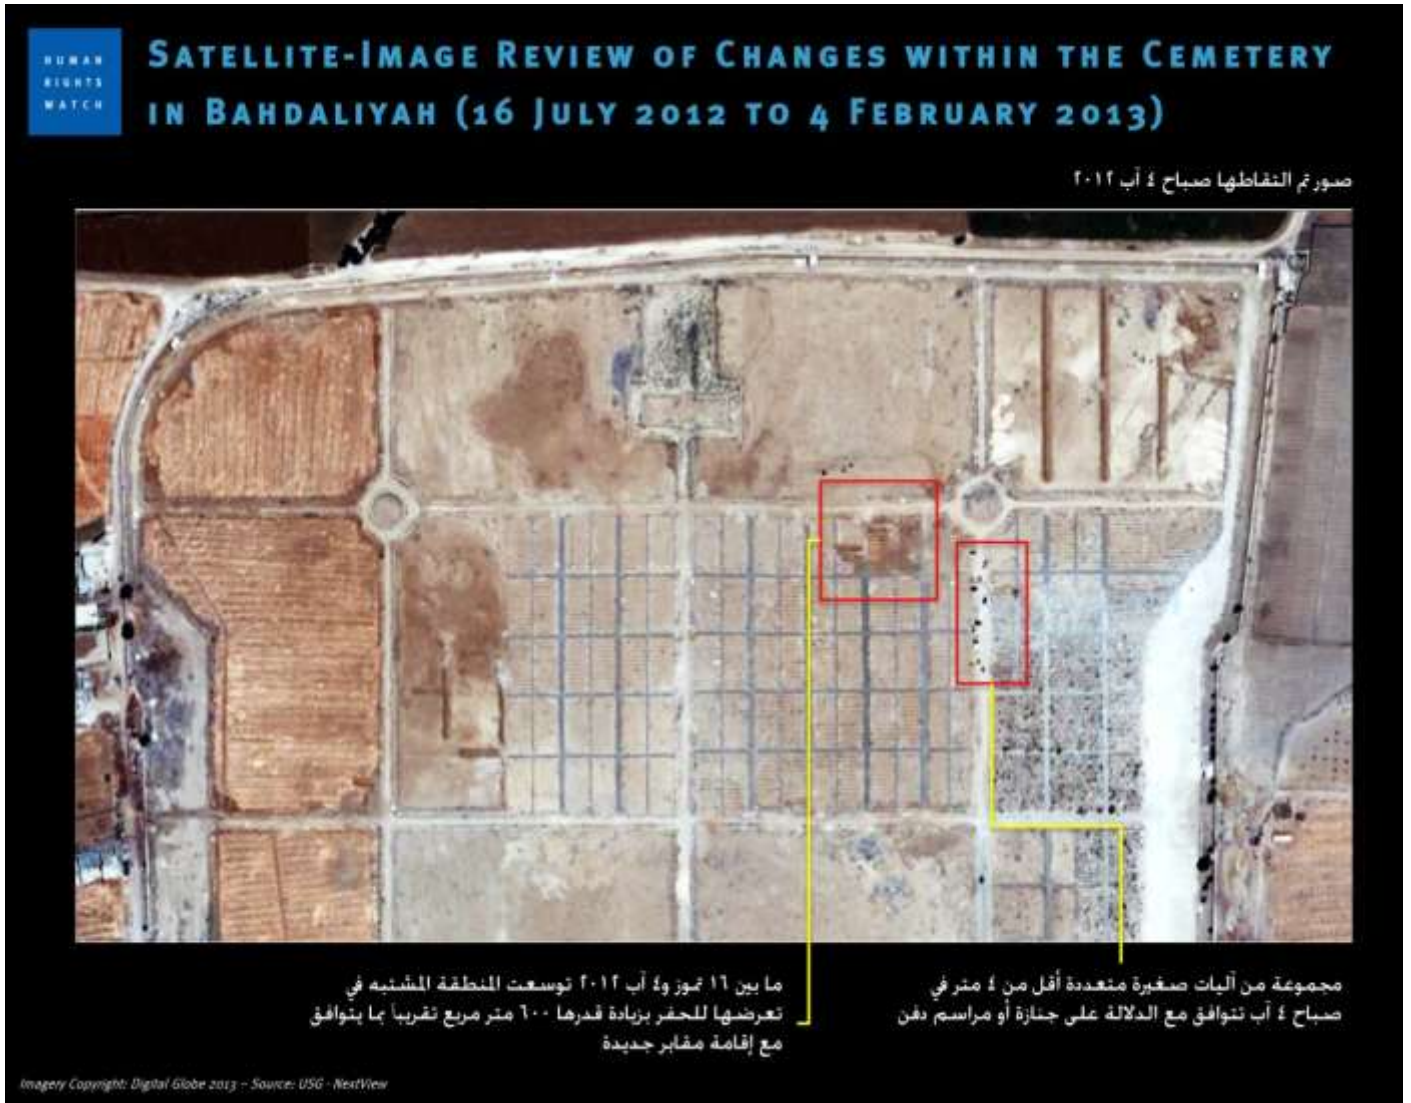 HUMAN
RIGHTS
WATCH
SATELLITE-IMAGE REVIEW OF CHANGES WITHIN THE CEMETERY
IN BAHDALIYAH (16 JULY 2012 TO 4 FEBRUARY 2013)
صور تم التقاطها صباح ٤ آب ٢٠١٢
مجموعة من آليات صغيرة متعددة أقل من ٤ متر في
صباح ٤ آب تتوافق مع الدلالة على جنازة أو مراسم دفن
ما بين ١٦ تموز و٤ آب ٢٠١٢ توسعت المنطقة المشتبه في
تعرضها للحفر بزيادة قدرها ٦٠٠ متر مربع تقريباً بما يتوافق
مع إقامة مقابر جديدة
Imagery Copyright: Digital Globe 2013 – Source: USG - NextView